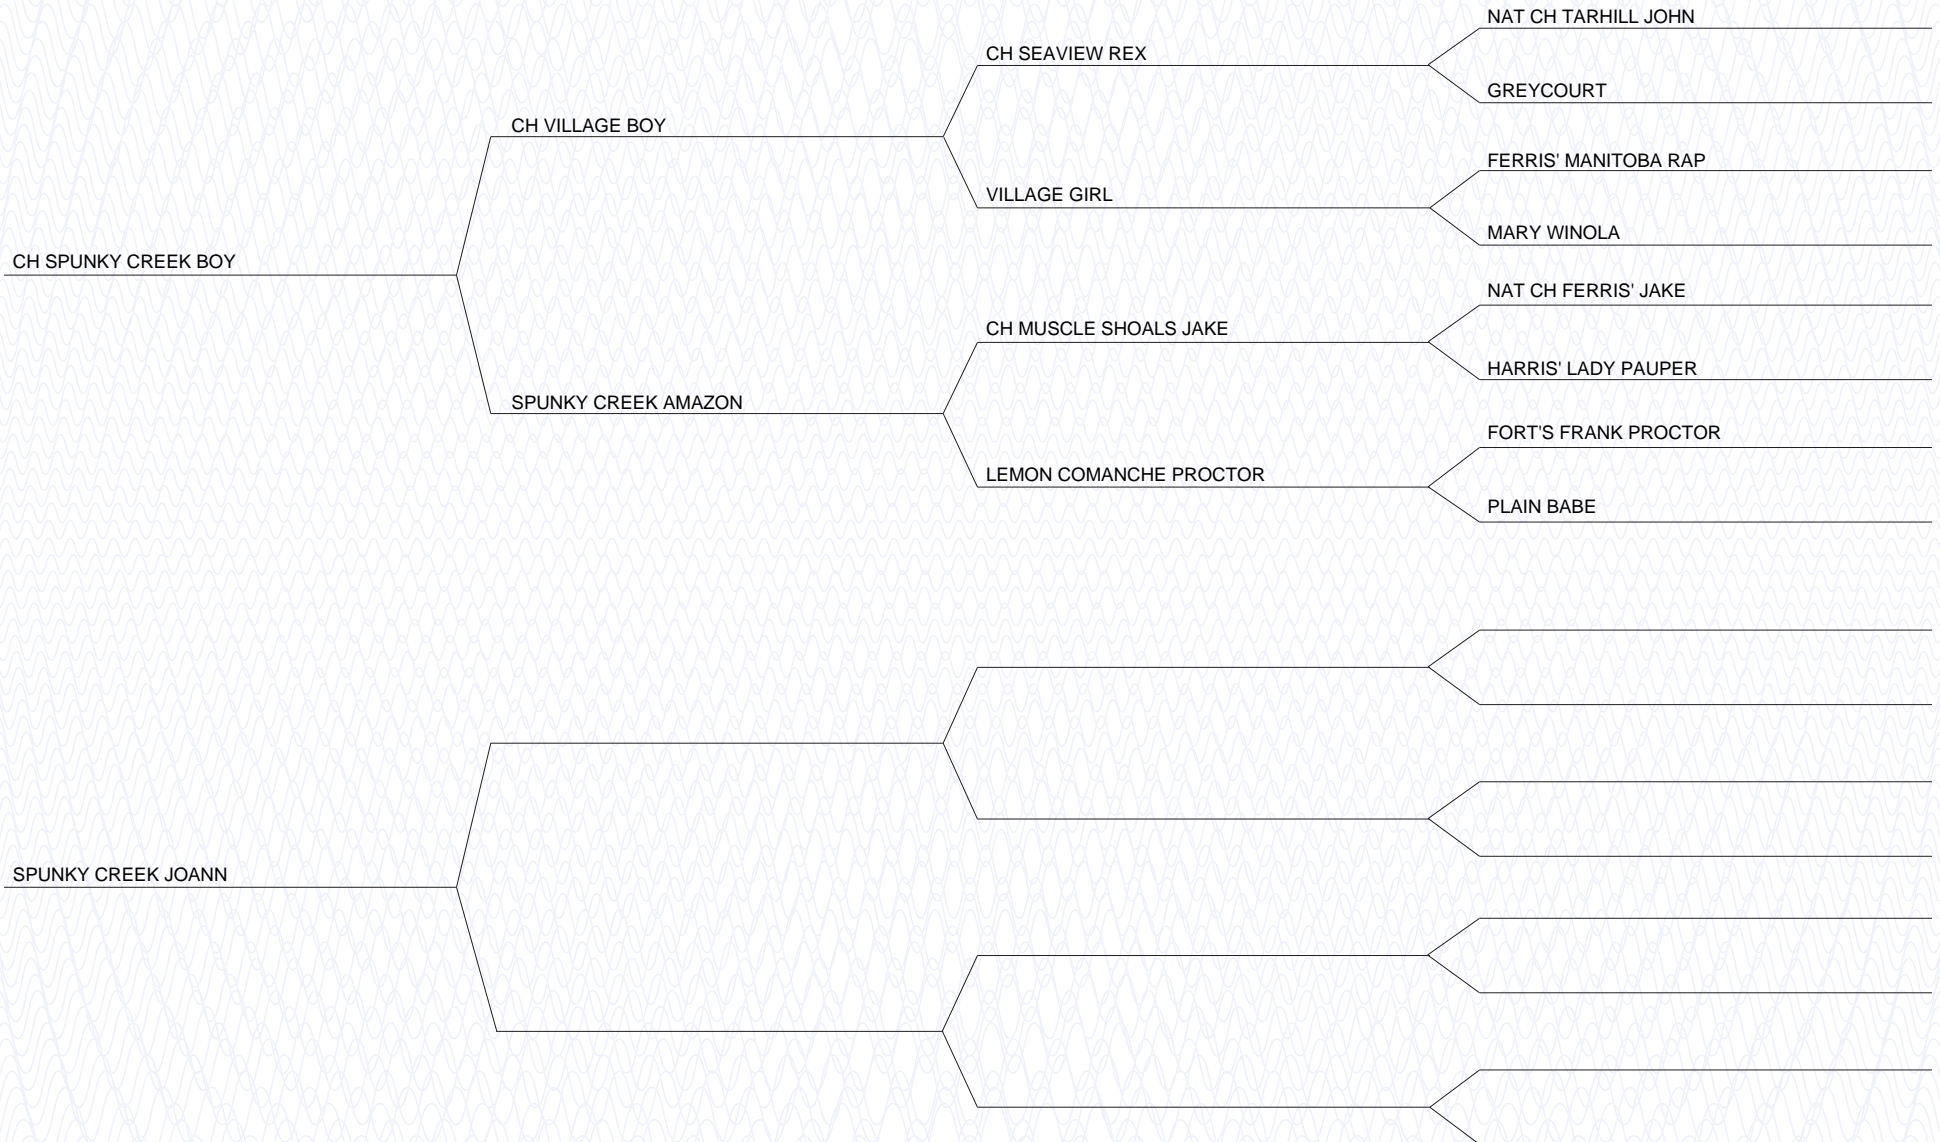 NAT CH TARHILL JOHN
CH SEAVIEW REX
GREYCOURT
CH VILLAGE BOY
FERRIS' MANITOBA RAP
VILLAGE GIRL
MARY WINOLA
CH SPUNKY CREEK BOY
NAT CH FERRIS' JAKE
CH MUSCLE SHOALS JAKE
HARRIS' LADY PAUPER
SPUNKY CREEK AMAZON
FORT'S FRANK PROCTOR
LEMON COMANCHE PROCTOR
PLAIN BABE
SPUNKY CREEK JOANN